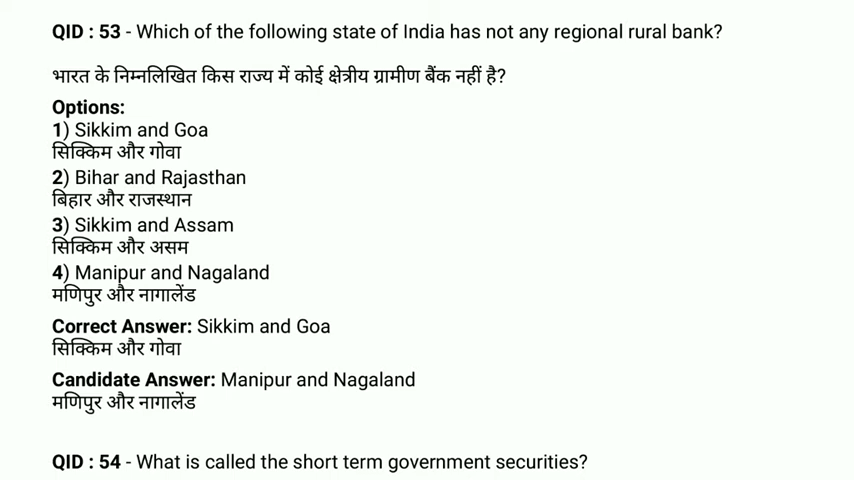 QID : 53 - Which of the following state of India has not any regional rural bank?
भारत के निम्नलिखित किस राज्य में कोई क्षेत्रीय ग्रामीण बैंक नहीं है?
Options:
1) Sikkim and Goa
सिक्किम और गोवा
2) Bihar and Rajasthan
बिहार और राजस्थान
3) Sikkim and Assam
सिक्किम और असम
4) Manipur and Nagaland
मणिपुर और नागालेंड
Correct Answer: Sikkim and Goa
सिक्किम और गोवा
Candidate Answer: Manipur and Nagaland
मणिपुर और नागालेंड
QID : 54 - What is called the short term government securities?